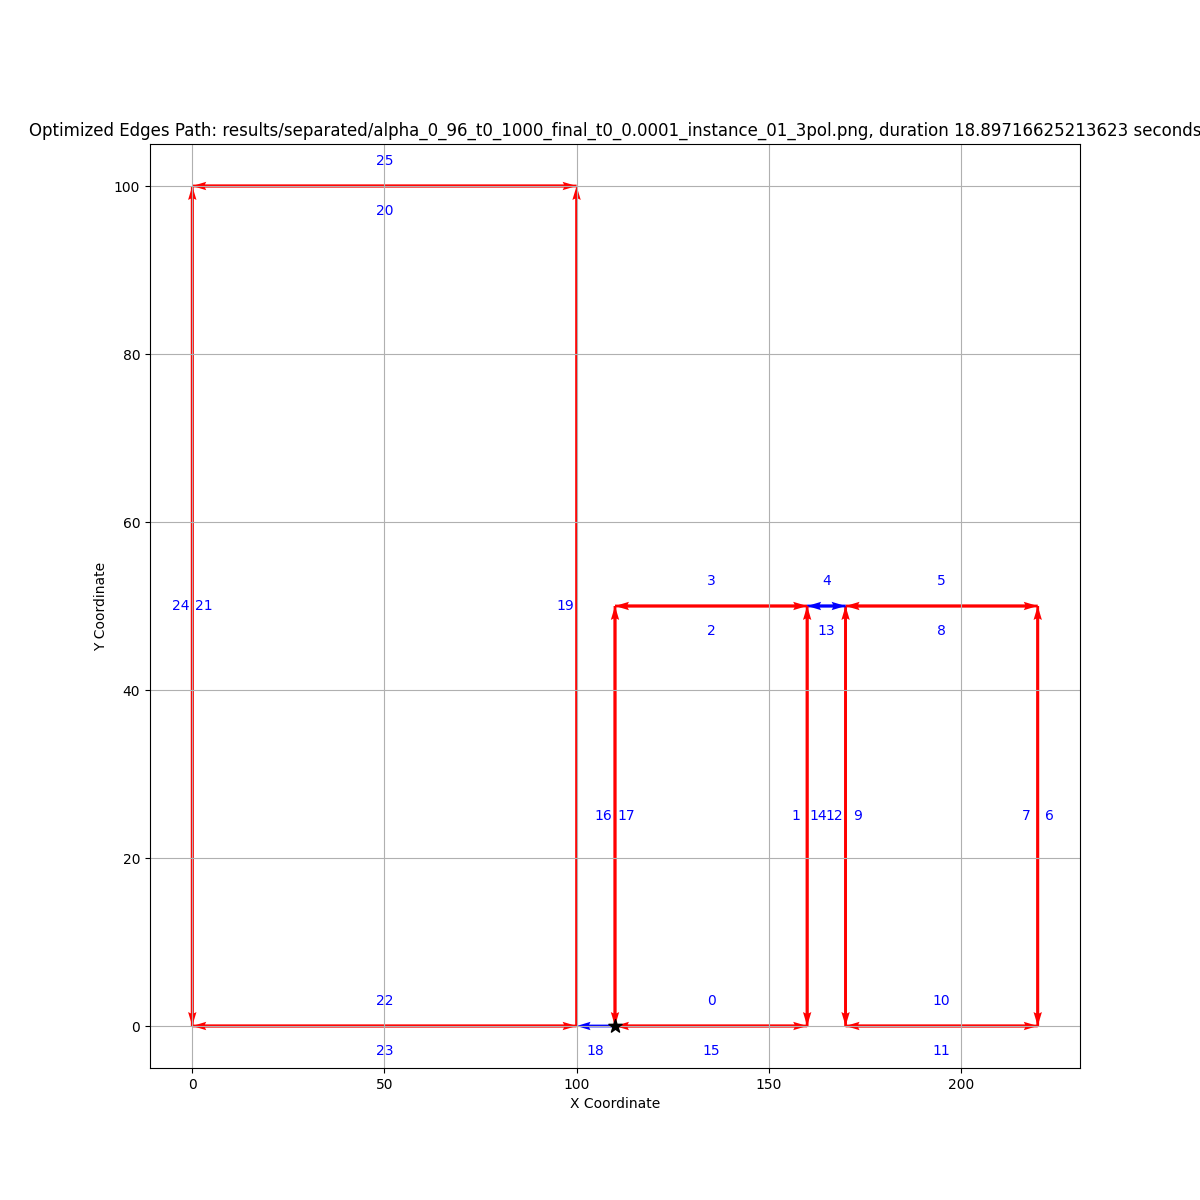 Optimized Edges Path: results/separated/alpha_0_96_t0_1000_final_t0_0.0001_instance_01_3pol.png, duration 18.89716625213623 seconds
25
100
20
80
60
3 4 5
24 21 19
2 13 8
Y Coordinate
40
16 17 1 14 12 9 7 6
20
22 0 10
0
23 18 15 11
0 50 100 150 200
X Coordinate